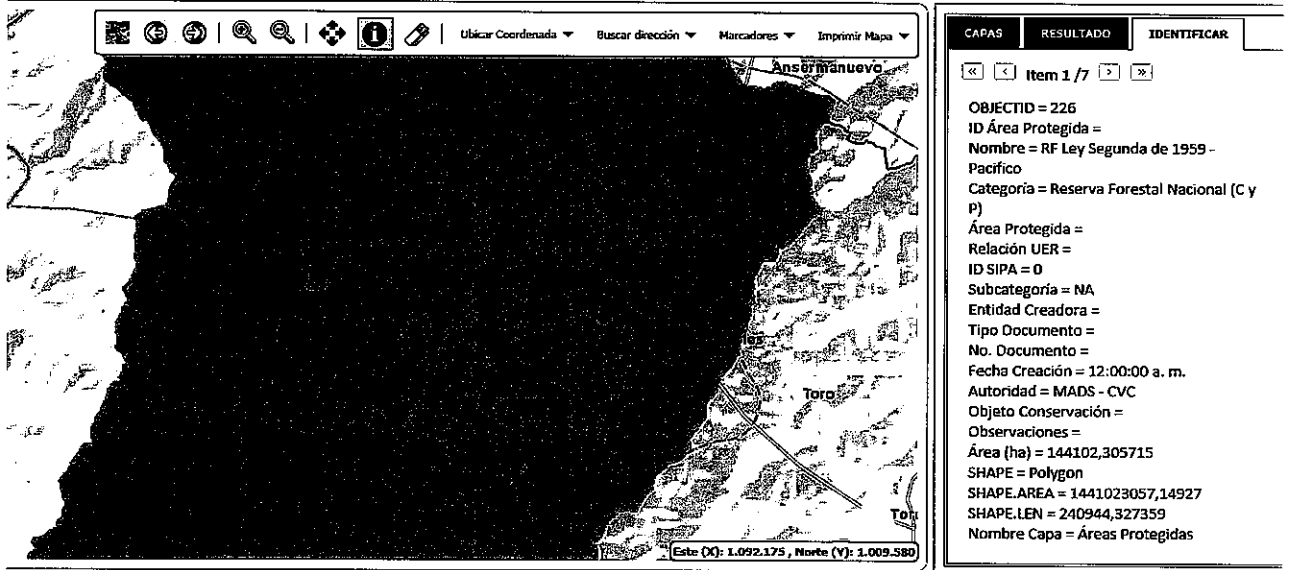 Ubicar Coordenada Buscar dirección Marcadores Imprimir Mapa
Ansermanuevo
Toro
Este (X): 1.092.175 , Norte (Y): 1.009.580
CAPAS RESULTADO IDENTIFICAR
Item 1 /7
OBJECTID = 226
ID Área Protegida =
Nombre = RF Ley Segunda de 1959 -
Pacifico
Categoría = Reserva Forestal Nacional (C y
P)
Área Protegida =
Relación UER =
ID SIPA = 0
Subcategoría = NA
Entidad Creadora =
Tipo Documento =
No. Documento =
Fecha Creación = 12:00:00 a. m.
Autoridad = MADS - CVC
Objeto Conservación =
Observaciones =
Área (ha) = 144102,305715
SHAPE = Polygon
SHAPE.AREA = 1441023057,14927
SHAPE.LEN = 240944,327359
Nombre Capa = Áreas Protegidas